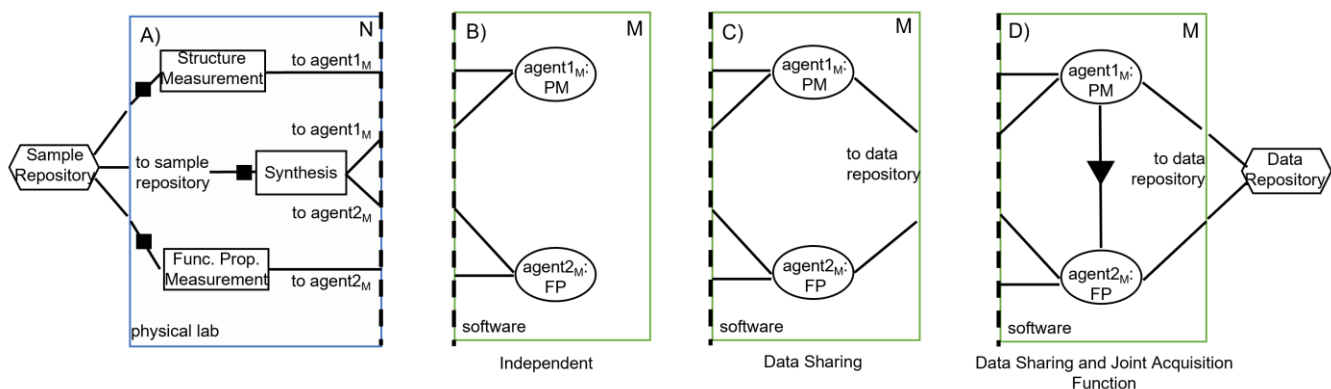 A)
N
Structure
Measurement
to agent1M
to agent1M
Sample
Repository
to sample
repository
Synthesis
to agent2M
Func. Prop.
Measurement
to agent2M
physical lab
B)
M
agent1M:
PM
agent2M:
FP
software
Independent
C)
M
agent1M:
PM
to data
repository
agent2M:
FP
software
Data Sharing
D)
M
agent1M:
PM
to data
repository
Data
Repository
agent2M:
FP
software
Data Sharing and Joint Acquisition
Function